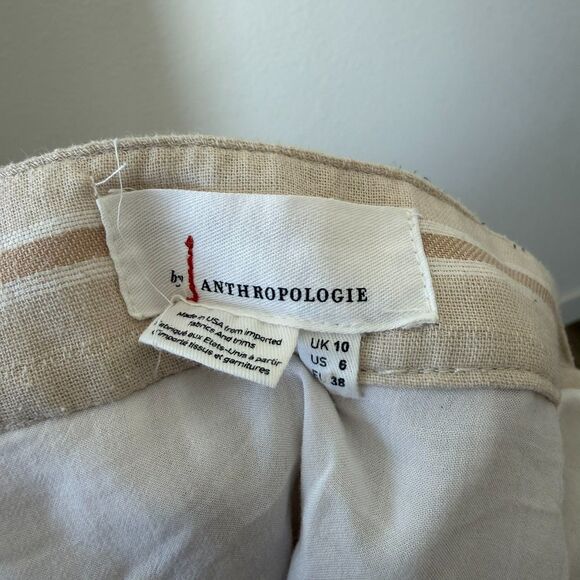 by ANTHROPOLOGIE
Made in USA from imported
fabrics And trims
Fabriqué aux États-Unis à partir
d'importé tissus et garnitures
UK 10
US 6
38